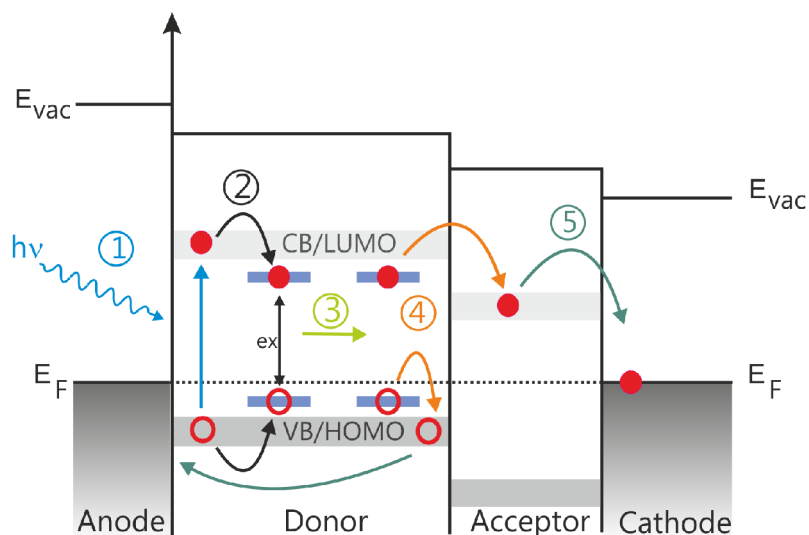 E_vac
②
CB/LUMO
⑤
E_vac
hν
①
③
④
ex
E_F
E_F
VB/HOMO
Anode
Donor
Acceptor
Cathode